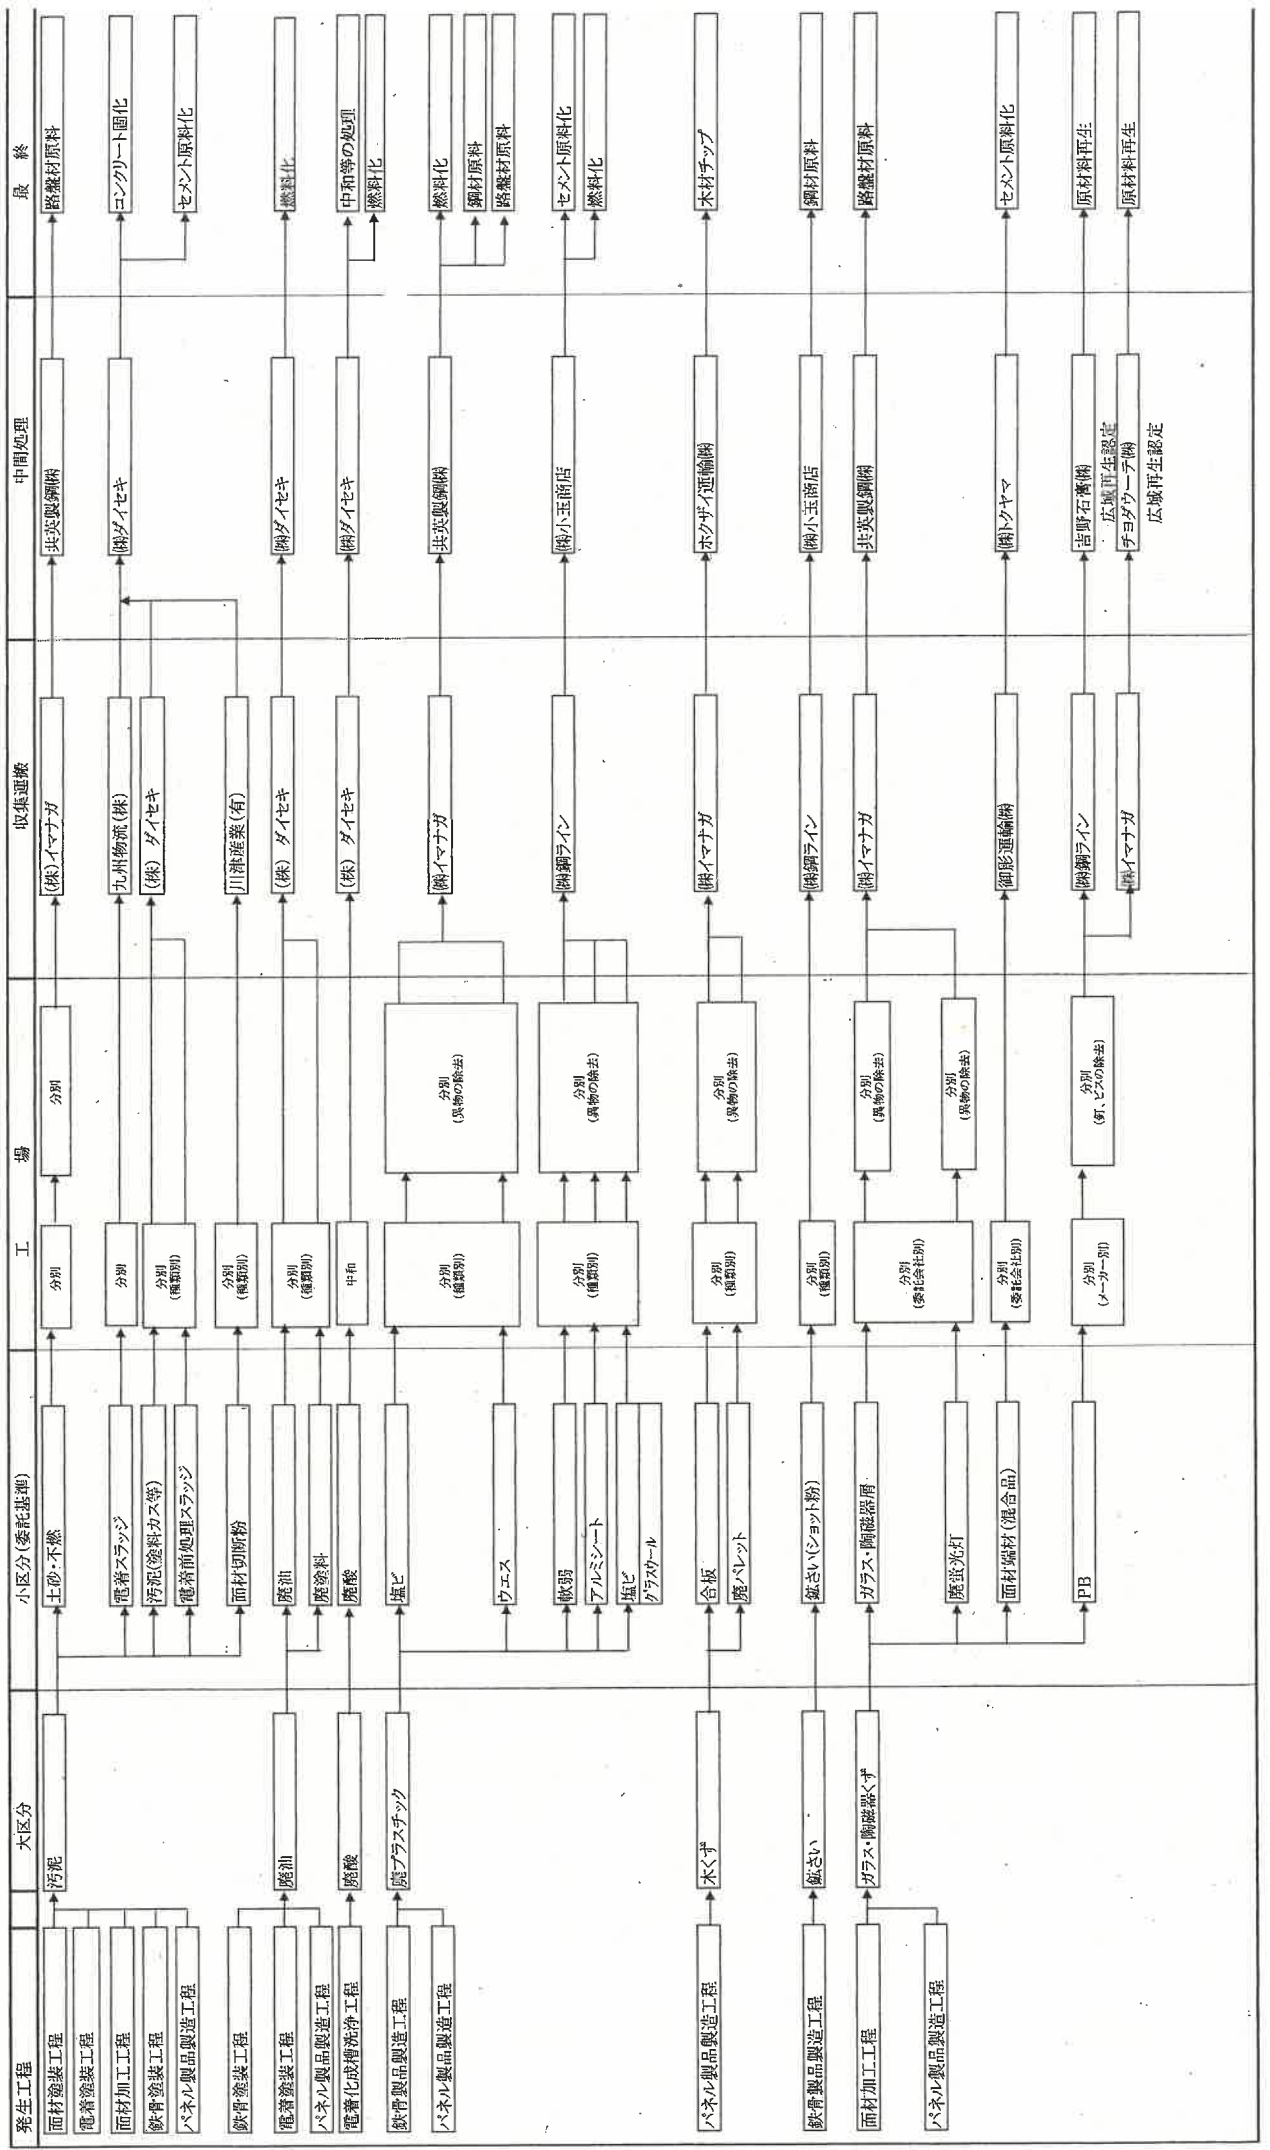 発生工程
大区分
小区分(委託基準)
工場
収集運搬
中間処理
最終
面材塗装工程
電着塗装工程
面材加工工程
鉄骨塗装工程
パネル製品製造工程
汚泥
土砂・不燃
分別
分別
(株)イマナガ
共英製鋼㈱
路盤材原料
電着スラッジ
分別
九州物流(株)
㈱ダイセキ
コンクリート固化
セメント原料化
汚泥(塗料カス等)
電着前処理スラッジ
分別
(種類別)
(株) ダイセキ
面材切断粉
分別
(種類別)
川津産業(有)
鉄骨塗装工程
電着塗装工程
パネル製品製造工程
廃油
廃油
廃塗料
分別
(種類別)
(株) ダイセキ
㈱ダイセキ
燃料化
電着化成槽洗浄工程
廃酸
廃酸
中和
(株) ダイセキ
㈱ダイセキ
中和等の処理
燃料化
鉄骨製品製造工程
パネル製品製造工程
廃プラスチック
塩ビ
ウエス
分別
(種類別)
分別
(異物の除去)
㈱イマナガ
共英製鋼㈱
燃料化
鋼材原料
路盤材原料
軟弱
アルミシート
塩ビ
グラスウール
分別
(種類別)
分別
(異物の除去)
㈱鋼ライン
㈱小玉商店
セメント原料化
燃料化
パネル製品製造工程
木くず
合板
廃パレット
分別
(種類別)
分別
(異物の除去)
㈱イマナガ
ホクザイ運輸㈱
木材チップ
鉄骨製品製造工程
鉱さい
鉱さい(ショット粉)
分別
(種類別)
㈱鋼ライン
㈱小玉商店
鋼材原料
面材加工工程
パネル製品製造工程
ガラス・陶磁器くず
ガラス・陶磁器屑
廃蛍光灯
分別
(委託会社別)
分別
(異物の除去)
分別
(異物の除去)
㈱イマナガ
共英製鋼㈱
路盤材原料
面材端材(混合品)
分別
(委託会社別)
御影運輸㈱
㈱トクヤマ
セメント原料化
PB
分別
(メーカー別)
分別
(釘、ビスの除去)
㈱鋼ライン
吉野石膏㈱
広域再生認定
原材料再生
㈱イマナガ
チヨダウーテ㈱
広域再生認定
原材料再生